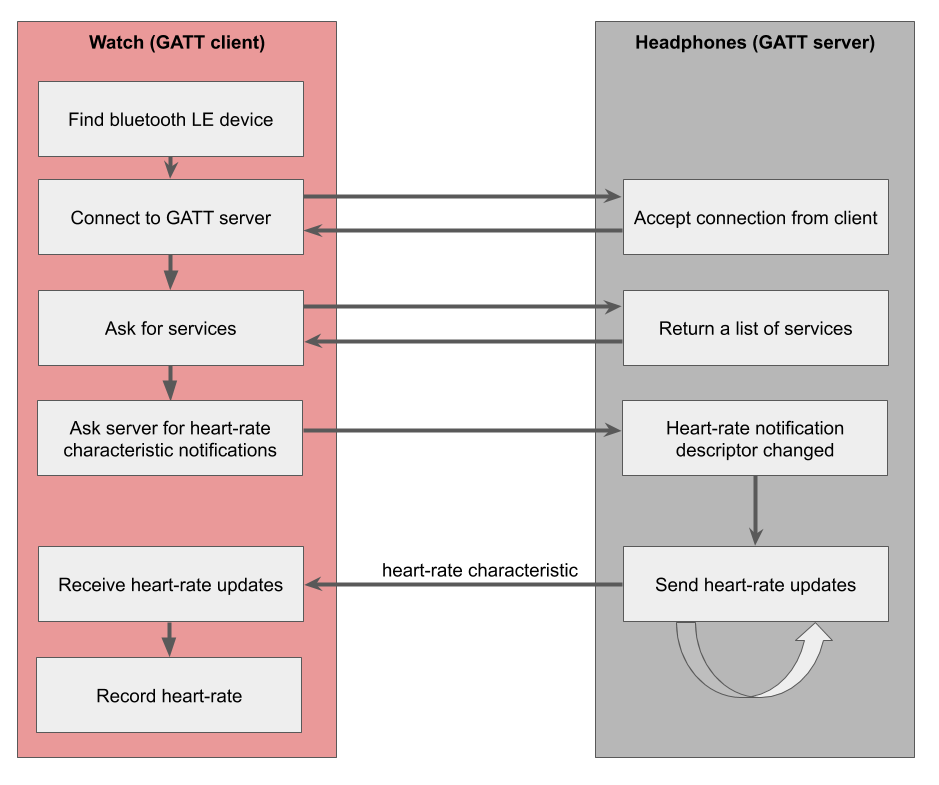 Watch (GATT client)
Headphones (GATT server)
Find bluetooth LE device
Connect to GATT server
Accept connection from client
Ask for services
Return a list of services
Ask server for heart-rate
characteristic notifications
Heart-rate notification
descriptor changed
Receive heart-rate updates
heart-rate characteristic
Send heart-rate updates
Record heart-rate